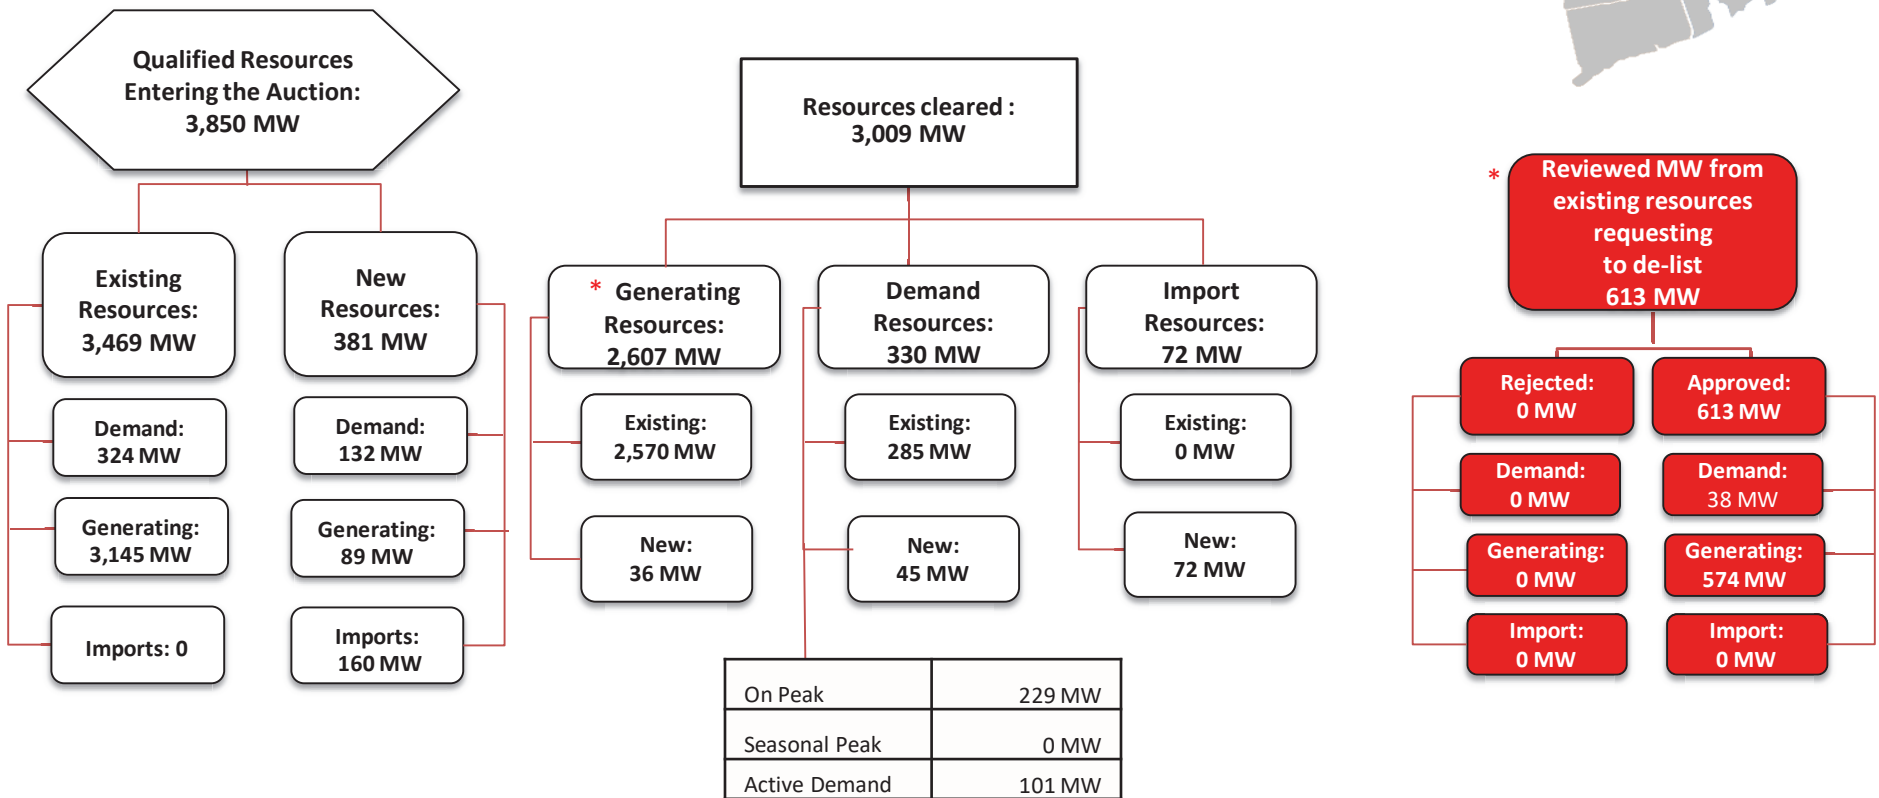 Qualified Resources
Entering the Auction:
3,850 MW
Existing
Resources:
3,469 MW
Demand:
324 MW
Generating:
3,145 MW
Imports: 0
New
Resources:
381 MW
Demand:
132 MW
Generating:
89 MW
Imports:
160 MW
Resources cleared :
3,009 MW
* Generating
Resources:
2,607 MW
Existing:
2,570 MW
New:
36 MW
Demand
Resources:
330 MW
Existing:
285 MW
New:
45 MW
Import
Resources:
72 MW
Existing:
0 MW
New:
72 MW
On Peak 229 MW
Seasonal Peak 0 MW
Active Demand 101 MW
* Reviewed MW from
existing resources
requesting
to de-list
613 MW
Rejected:
0 MW
Demand:
0 MW
Generating:
0 MW
Import:
0 MW
Approved:
613 MW
Demand:
38 MW
Generating:
574 MW
Import:
0 MW